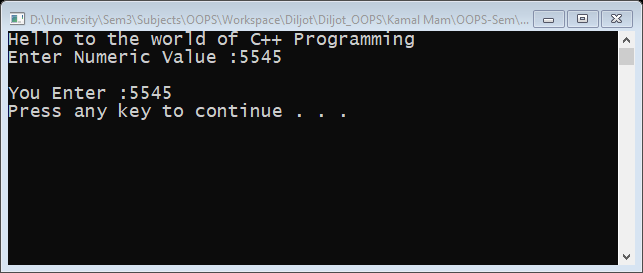 D:\University\Sem3\Subjects\OOPS\Workspace\Diljot\Diljot_OOPS\Kamal Mam\OOPS-Sem\...
Hello to the world of C++ Programming
Enter Numeric Value :5545
You Enter :5545
Press any key to continue . . .